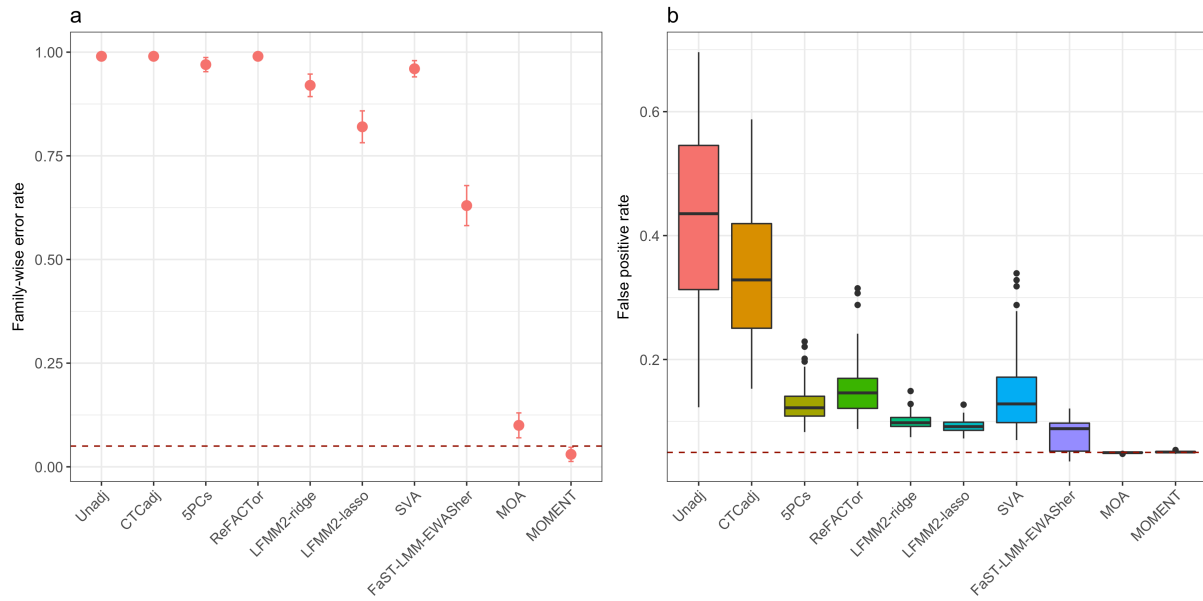 a
Family-wise error rate
1.00
0.75
0.50
0.25
0.00
Unadj
CTCadj
5PCs
ReFACTor
LFMM2-ridge
LFMM2-lasso
SVA
FaST-LMM-EWASher
MOA
MOMENT
b
False positive rate
0.6
0.4
0.2
Unadj
CTCadj
5PCs
ReFACTor
LFMM2-ridge
LFMM2-lasso
SVA
FaST-LMM-EWASher
MOA
MOMENT